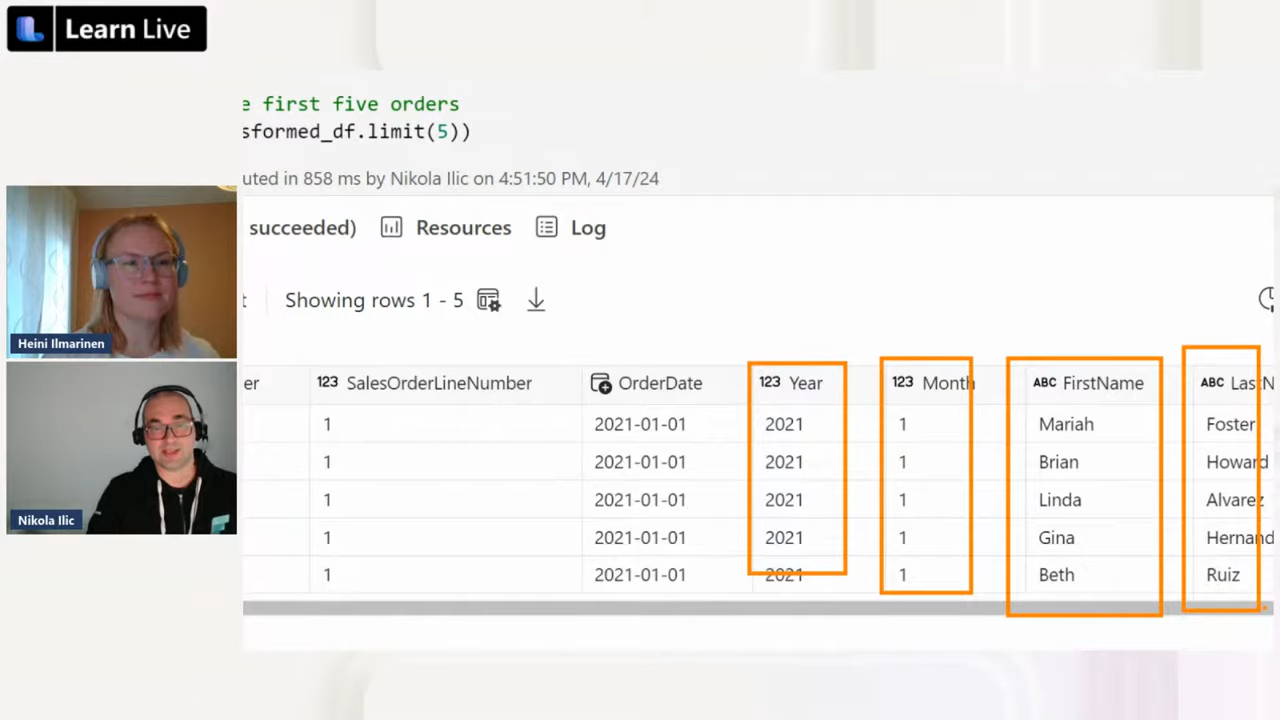 Learn Live
e first five orders
sformed_df.limit(5))
uted in 858 ms by Nikola Ilic on 4:51:50 PM, 4/17/24
succeeded) Resources Log
t Showing rows 1 - 5
er 123 SalesOrderLineNumber OrderDate 123 Year 123 Month ABC FirstName ABC LastN
1 2021-01-01 2021 1 Mariah Foster
1 2021-01-01 2021 1 Brian Howard
1 2021-01-01 2021 1 Linda Alvarez
1 2021-01-01 2021 1 Gina Hernand
1 2021-01-01 2021 1 Beth Ruiz
Heini Ilmarinen
Nikola Ilic